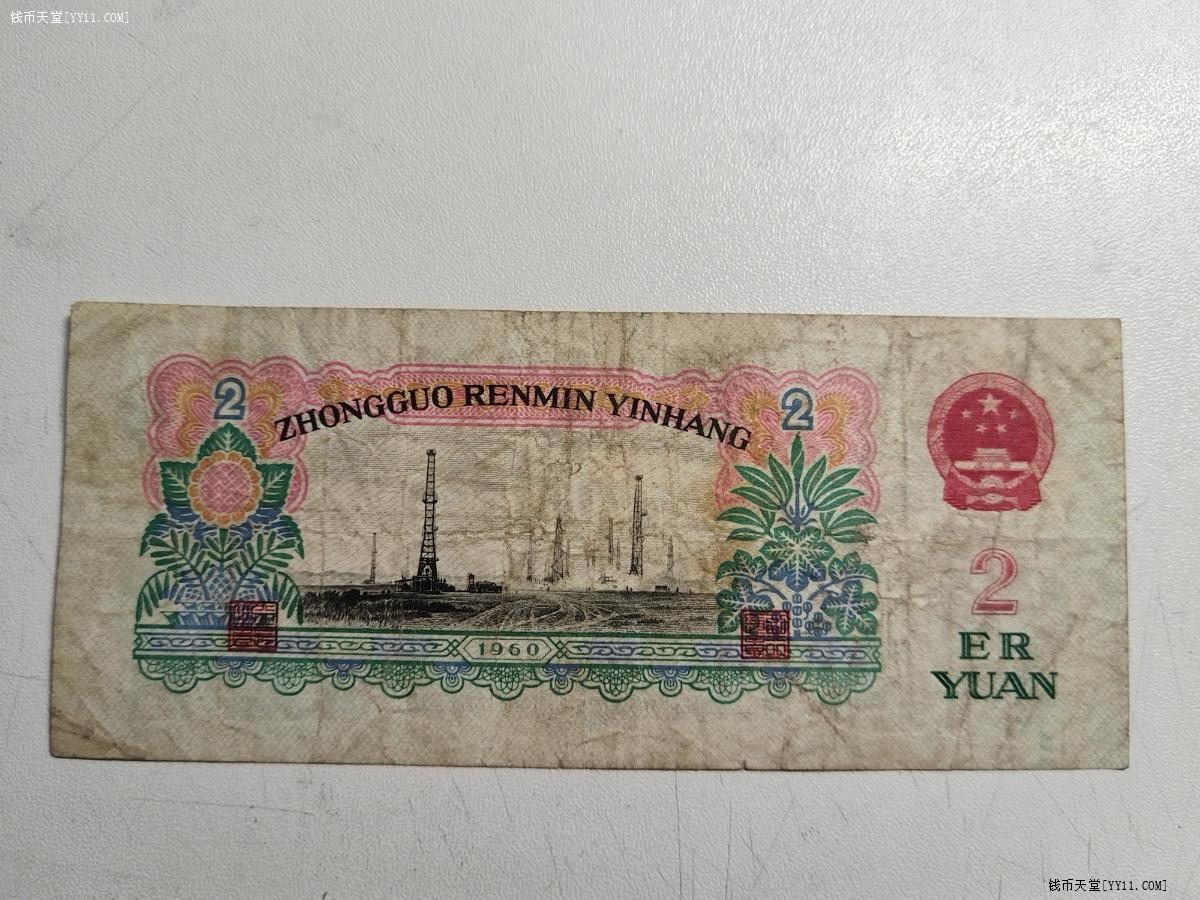 钱币天堂[YY11.COM]
2
2
ZHONGGUO RENMIN YINHANG
2
ER
YUAN
1960
钱币天堂[YY11.COM]